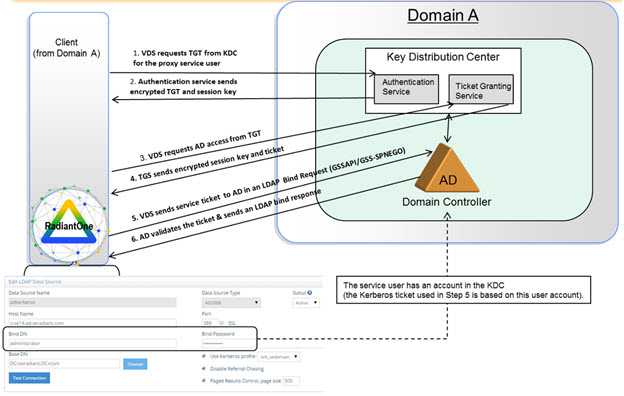 Domain A
Client
(from Domain A)
1. VDS requests TGT from KDC
for the proxy service user
2. Authentication service sends
encrypted TGT and session key
Key Distribution Center
Authentication
Service
Ticket Granting
Service
3. VDS requests AD access from TGT
4. TGS sends encrypted session key and ticket
5. VDS sends service ticket to AD in an LDAP Bind Request (GSSAPI/GSS-SPNEGO)
6. AD validates the ticket & sends an LDAP bind response
AD
Domain Controller
RadiantOne
Edit LDAP Data Source
Data Source Name
Data Source Type
Status
Active
Host Name
Port
389
SSL
Bind DN
administrator
Bind Password
Base DN
Use Kerberos profile
Disable Referral Chasing
Paged Results Control, page size
500
Test Connection
The service user has an account in the KDC
(the Kerberos ticket used in Step 5 is based on this user account).